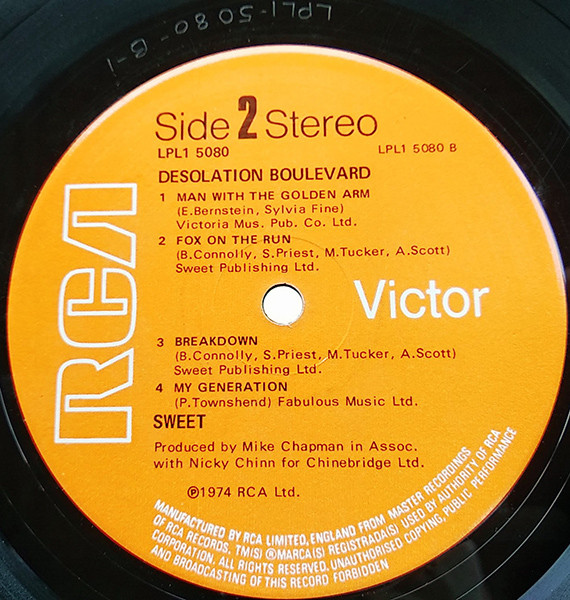 LPL1-5080-B-1
Side 2 Stereo
LPL1 5080
LPL1 5080 B
DESOLATION BOULEVARD
1 MAN WITH THE GOLDEN ARM
(E.Bernstein, Sylvia Fine)
Victoria Mus. Pub. Co. Ltd.
2 FOX ON THE RUN
(B.Connolly, S.Priest, M.Tucker, A.Scott)
Sweet Publishing Ltd.
RCA
Victor
3 BREAKDOWN
(B.Connolly, S.Priest, M.Tucker, A.Scott)
Sweet Publishing Ltd.
4 MY GENERATION
(P.Townshend) Fabulous Music Ltd.
SWEET
Produced by Mike Chapman in Assoc.
with Nicky Chinn for Chinebridge Ltd.
℗1974 RCA Ltd.
MANUFACTURED BY RCA LIMITED, ENGLAND FROM MASTER RECORDINGS
OF RCA RECORDS. TM(S) ® MARCA(S) REGISTRADA(S) USED BY AUTHORITY OF RCA
CORPORATION. ALL RIGHTS RESERVED. UNAUTHORISED COPYING, PUBLIC PERFORMANCE
AND BROADCASTING OF THIS RECORD FORBIDDEN